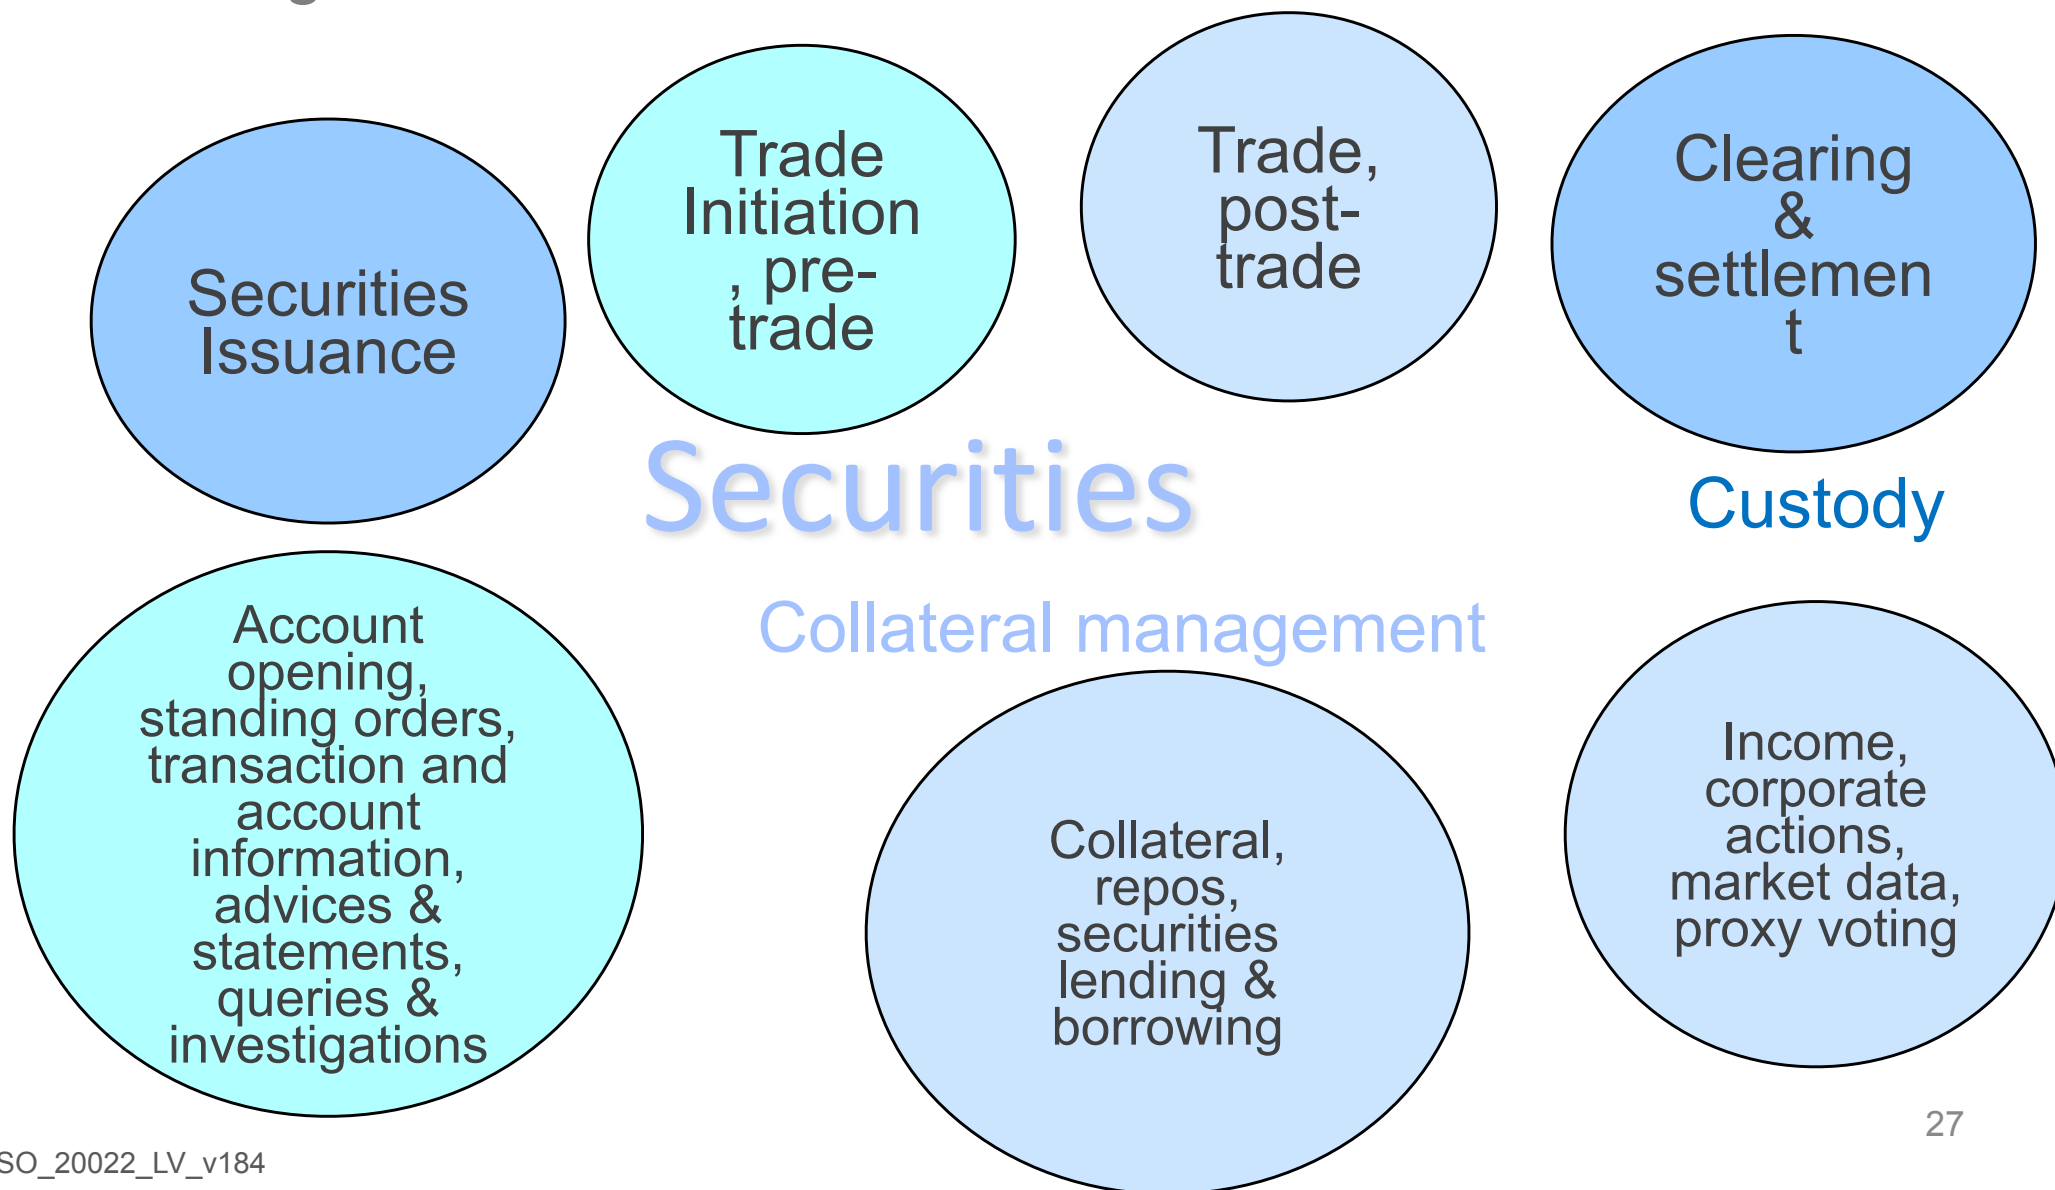 Securities
Issuance
Trade
Initiation
, pre-
trade
Trade,
post-
trade
Clearing
&
settlemen
t
Securities
Custody
Collateral management
Account
opening,
standing orders,
transaction and
account
information,
advices &
statements,
queries &
investigations
Collateral,
repos,
securities
lending &
borrowing
Income,
corporate
actions,
market data,
proxy voting
27
SO_20022_LV_v184